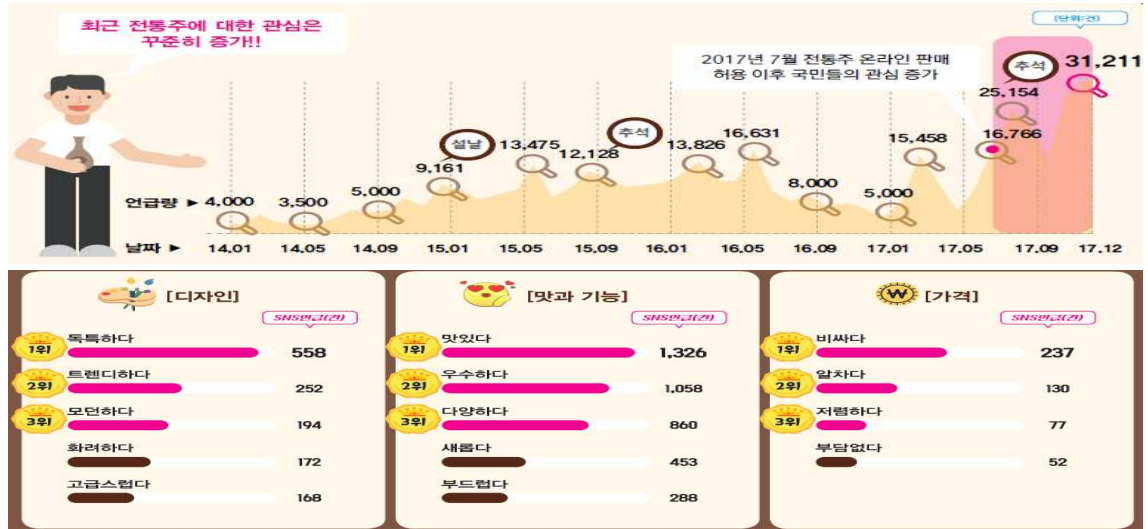 최근 전통주에 대한 관심은
꾸준히 증가!!
(단위:건)
2017년 7월 전통주 온라인 판매
허용 이후 국민들의 관심 증가
추석
31,211
25,154
설날
13,475
추석
12,128
13,826
16,631
15,458
16,766
9,161
8,000
5,000
5,000
언급량 ► 4,000
3,500
날짜 ► 14.01 14.05 14.09 15.01 15.05 15.09 16.01 16.05 16.09 17.01 17.05 17.09 17.12
[디자인]
SNS언급(건)
1위 독특하다 558
2위 트렌디하다 252
3위 모던하다 194
화려하다 172
고급스럽다 168
[맛과 기능]
SNS언급(건)
1위 맛있다 1,326
2위 우수하다 1,058
3위 다양하다 860
새롭다 453
부드럽다 288
₩ [가격]
SNS언급(건)
1위 비싸다 237
2위 알차다 130
3위 저렴하다 77
부담없다 52